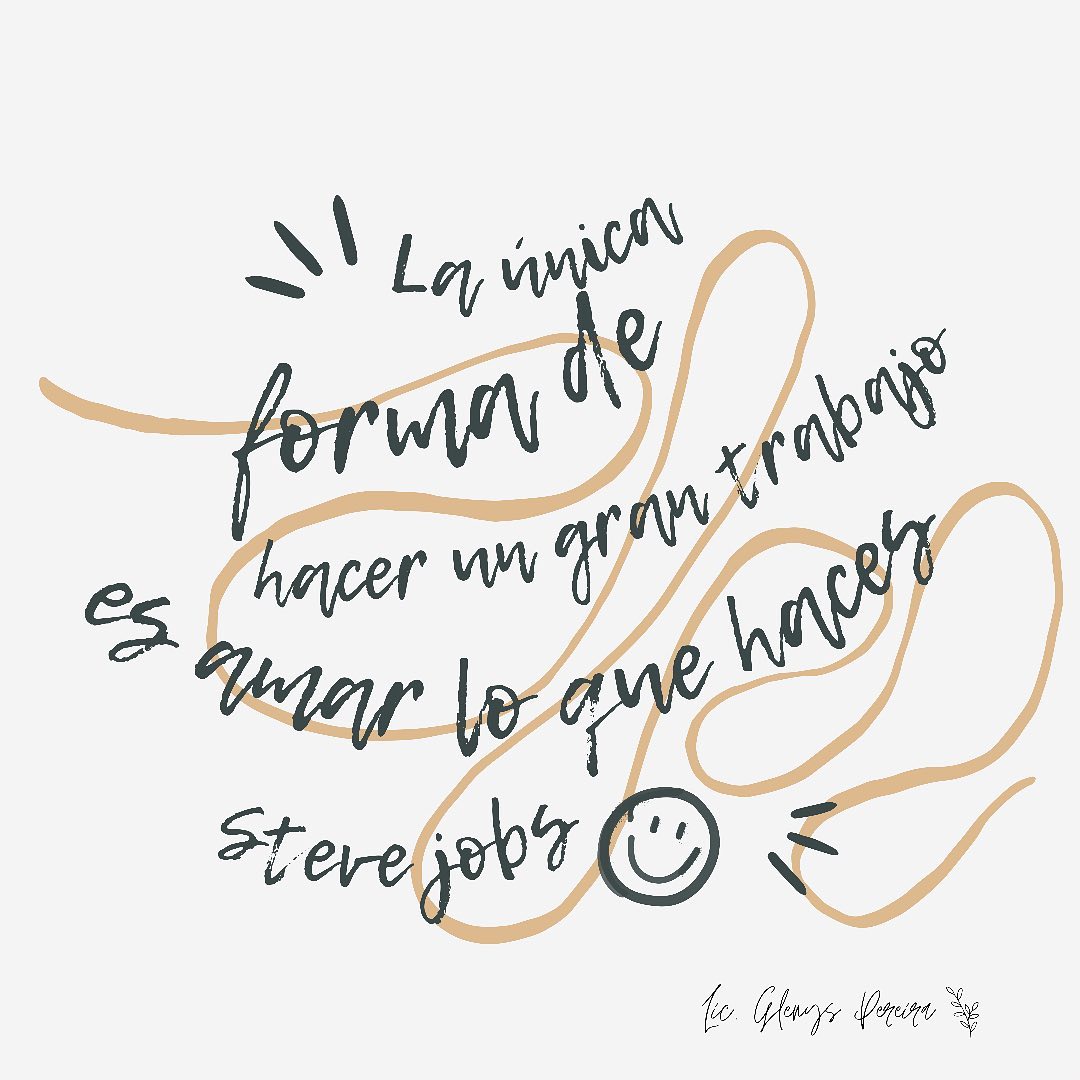 La única
forma de
hacer un gran trabajo
es amar lo que haces
steve jobs
Lic. Glenys Pereira